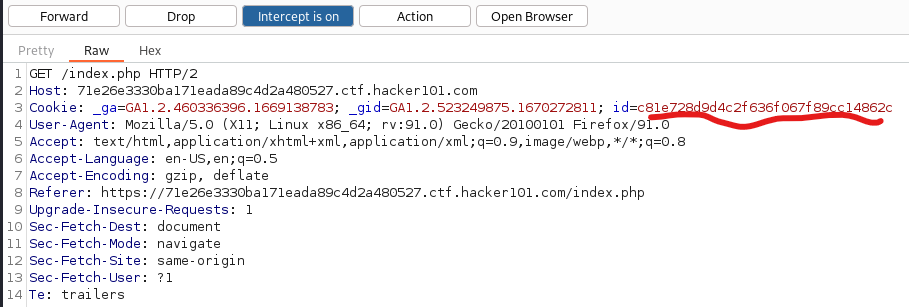 Forward Drop Intercept is on Action Open Browser
Pretty Raw Hex
1 GET /index.php HTTP/2
2 Host: 71e26e3330ba171eada89c4d2a480527.ctf.hacker101.com
3 Cookie: _ga=GA1.2.460336396.1669138783; _gid=GA1.2.523249875.1670272811; id=c81e728d9d4c2f636f067f89cc14862c
4 User-Agent: Mozilla/5.0 (X11; Linux x86_64; rv:91.0) Gecko/20100101 Firefox/91.0
5 Accept: text/html,application/xhtml+xml,application/xml;q=0.9,image/webp,*/*;q=0.8
6 Accept-Language: en-US,en;q=0.5
7 Accept-Encoding: gzip, deflate
8 Referer: https://71e26e3330ba171eada89c4d2a480527.ctf.hacker101.com/index.php
9 Upgrade-Insecure-Requests: 1
10 Sec-Fetch-Dest: document
11 Sec-Fetch-Mode: navigate
12 Sec-Fetch-Site: same-origin
13 Sec-Fetch-User: ?1
14 Te: trailers